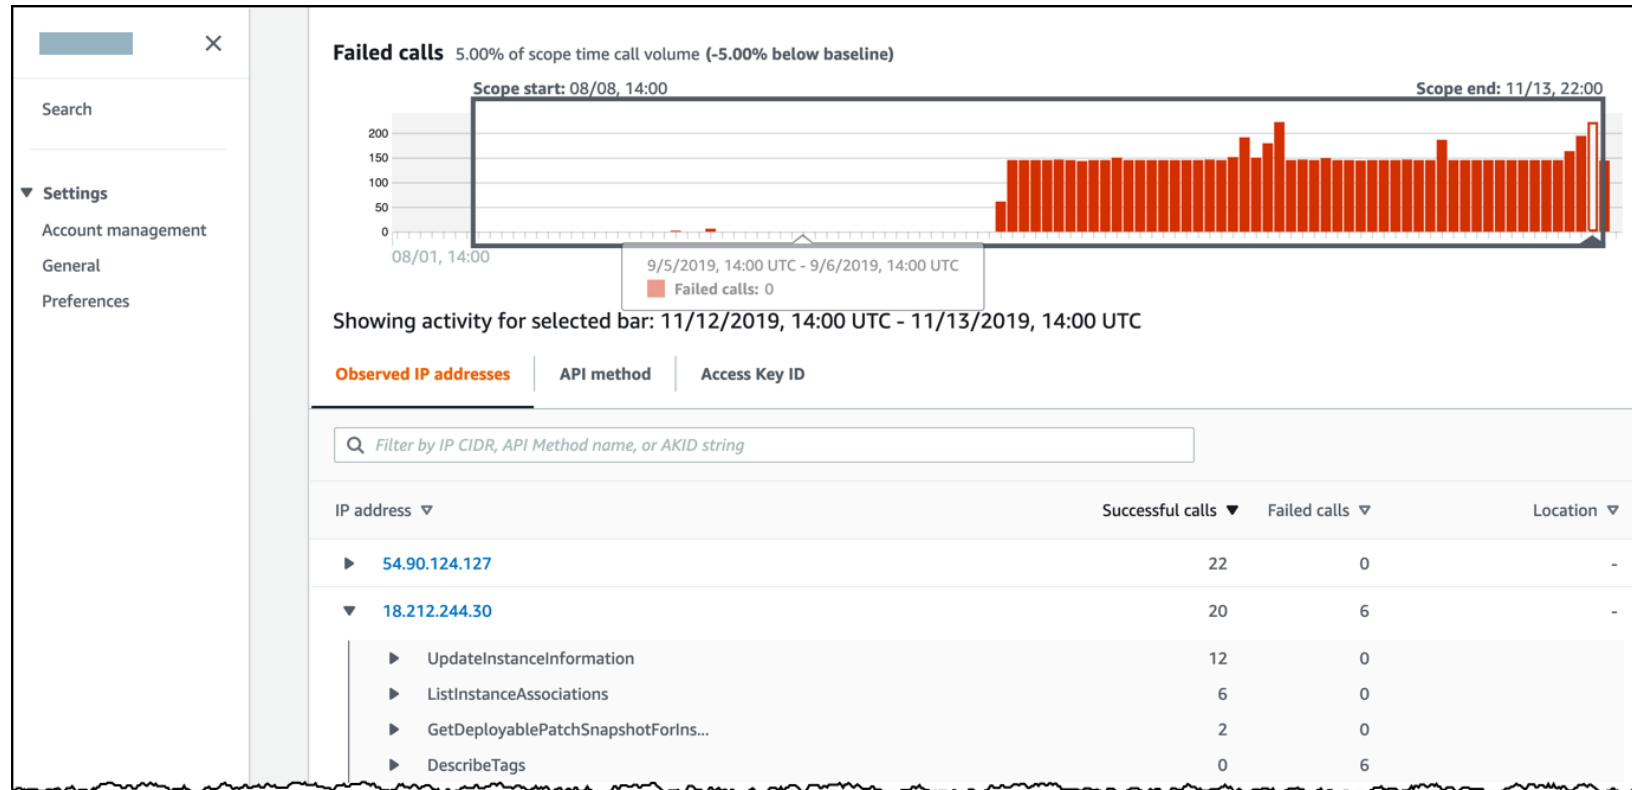 Search
Settings
Account management
General
Preferences
Failed calls 5.00% of scope time call volume (-5.00% below baseline)
Scope start: 08/08, 14:00
Scope end: 11/13, 22:00
200
150
100
50
0
08/01, 14:00
9/5/2019, 14:00 UTC - 9/6/2019, 14:00 UTC
Failed calls: 0
Showing activity for selected bar: 11/12/2019, 14:00 UTC - 11/13/2019, 14:00 UTC
Observed IP addresses API method Access Key ID
Filter by IP CIDR, API Method name, or AKID string
IP address Successful calls Failed calls Location
54.90.124.127 22 0 -
18.212.244.30 20 6 -
UpdateInstanceInformation 12 0
ListInstanceAssociations 6 0
GetDeployablePatchSnapshotForIns... 2 0
DescribeTags 0 6